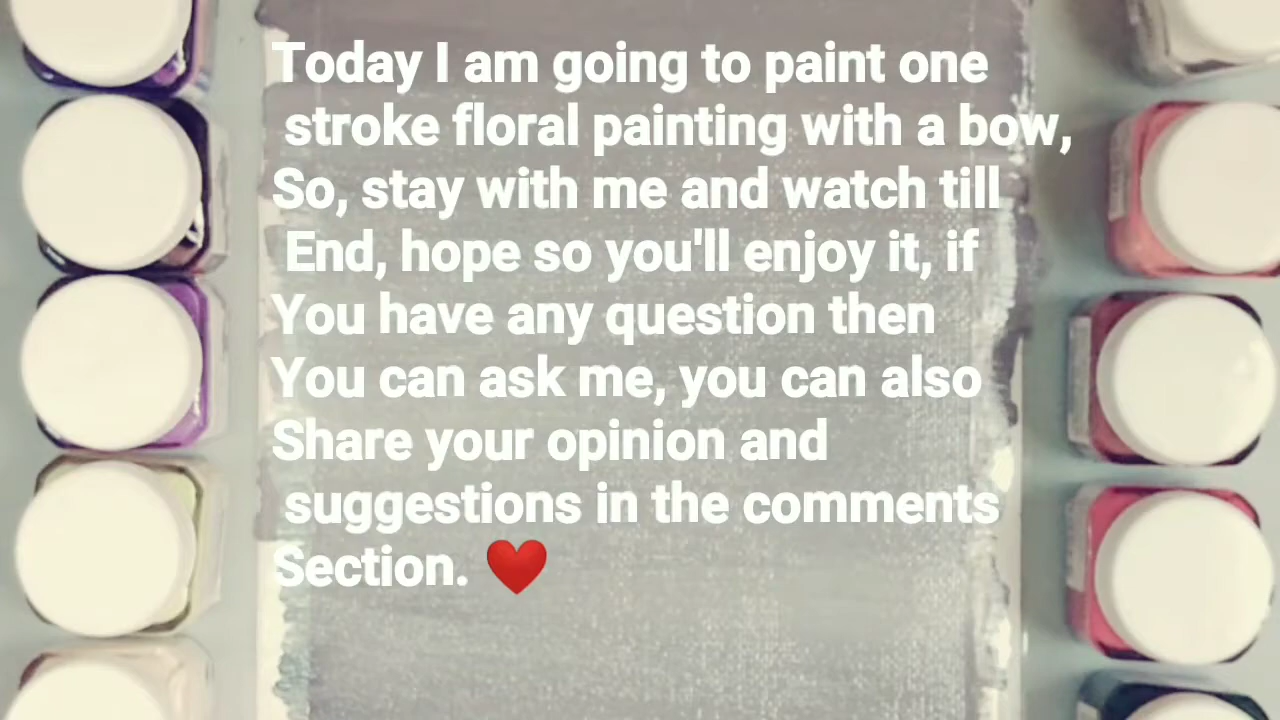 Today I am going to paint one
stroke floral painting with a bow,
So, stay with me and watch till
End, hope so you'll enjoy it, if
You have any question then
You can ask me, you can also
Share your opinion and
suggestions in the comments
Section. ❤️